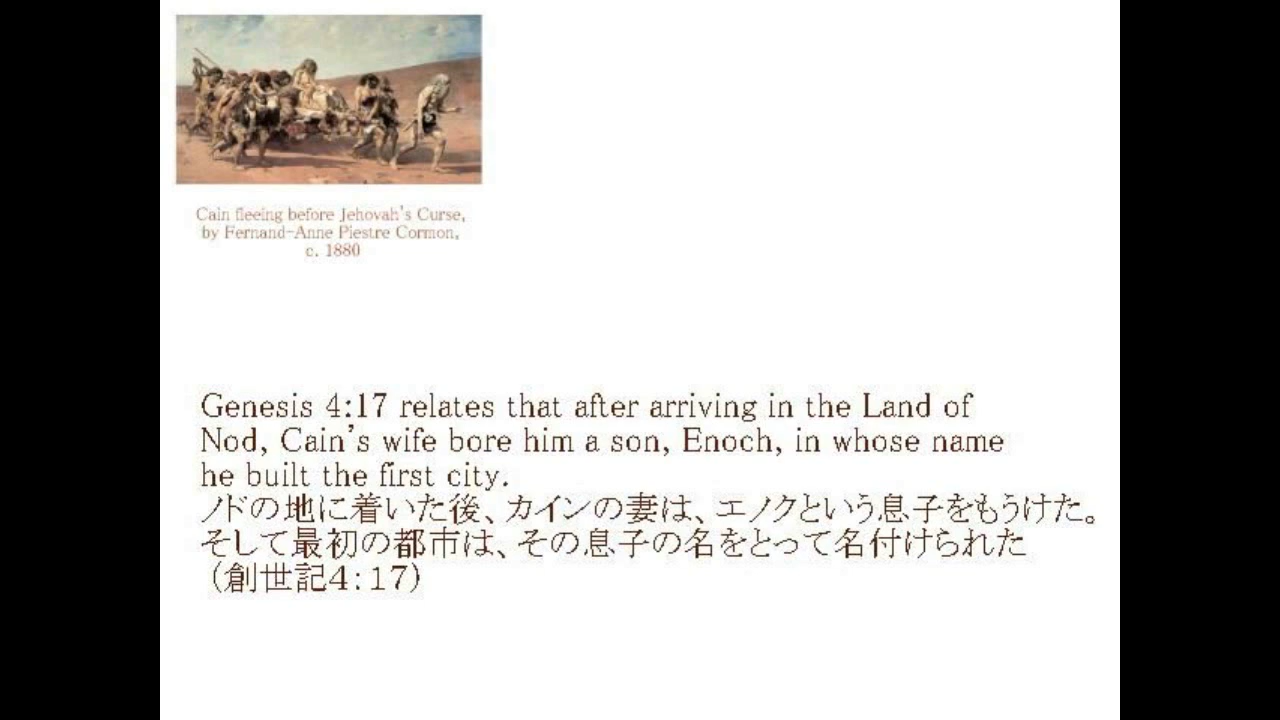 Cain fleeing before Jehovah's Curse,
by Fernand-Anne Piestre Cormon,
c. 1880
Genesis 4:17 relates that after arriving in the Land of
Nod, Cain's wife bore him a son, Enoch, in whose name
he built the first city.
ノドの地に着いた後、カインの妻は、エノクという息子をもうけた。
そして最初の都市は、その息子の名をとって名付けられた
（創世記４：１７）